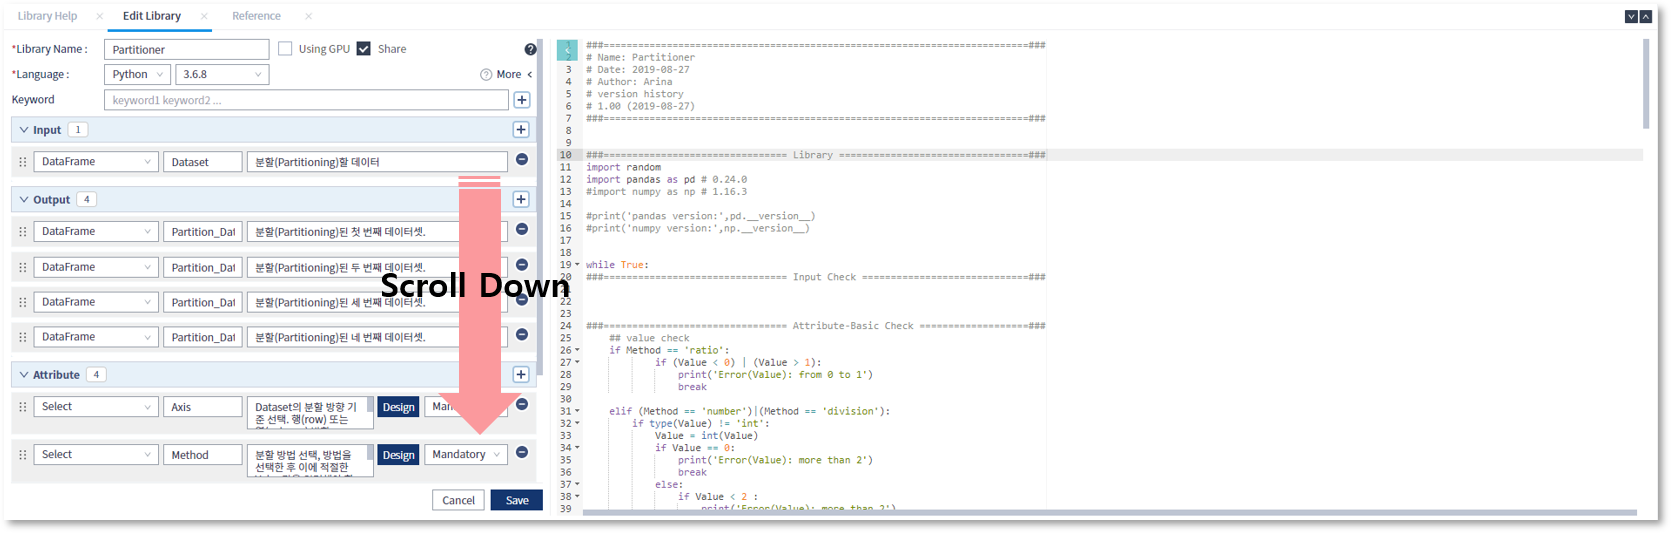 Library Help × Edit Library × Reference ×
*Library Name : Partitioner Using GPU Share
*Language : Python 3.6.8 More <
Keyword keyword1 keyword2 ...
Input 1
DataFrame Dataset 분할(Partitioning)할 데이터
Output 4
DataFrame Partition_Dat 분할(Partitioning)된 첫 번째 데이터셋.
DataFrame Partition_Dat 분할(Partitioning)된 두 번째 데이터셋.
Scroll Down
DataFrame Partition_Dat 분할(Partitioning)된 세 번째 데이터셋.
DataFrame Partition_Dat 분할(Partitioning)된 네 번째 데이터셋.
Attribute 4
Select Axis Dataset의 분할 방향 기 Design Man
준 선택. 행(row) 또는
Select Method 분할 방법 선택, 방법을 Design Mandatory
선택한 후 이에 적절한
Cancel Save
###==========================================================================###
2 # Name: Partitioner
3 # Date: 2019-08-27
4 # Author: Arina
5 # version history
6 # 1.00 (2019-08-27)
7 ###==========================================================================###
8
9
10 ###================================ Library =================================###
11 import random
12 import pandas as pd # 0.24.0
13 #import numpy as np # 1.16.3
14
15 #print('pandas version:',pd.__version__)
16 #print('numpy version:',np.__version__)
17
18
19 while True:
20 ###================================ Input Check =============================###
21
22
23
24 ###================================ Attribute-Basic Check ===================###
25 ## value check
26 if Method == 'ratio':
27 if (Value < 0) | (Value > 1):
28 print('Error(Value): from 0 to 1')
29 break
30
31 elif (Method == 'number')|(Method == 'division'):
32 if type(Value) != 'int':
33 Value = int(Value)
34 if Value == 0:
35 print('Error(Value): more than 2')
36 break
37 else:
38 if Value < 2 :
39 print('Error(Value): more than 2')